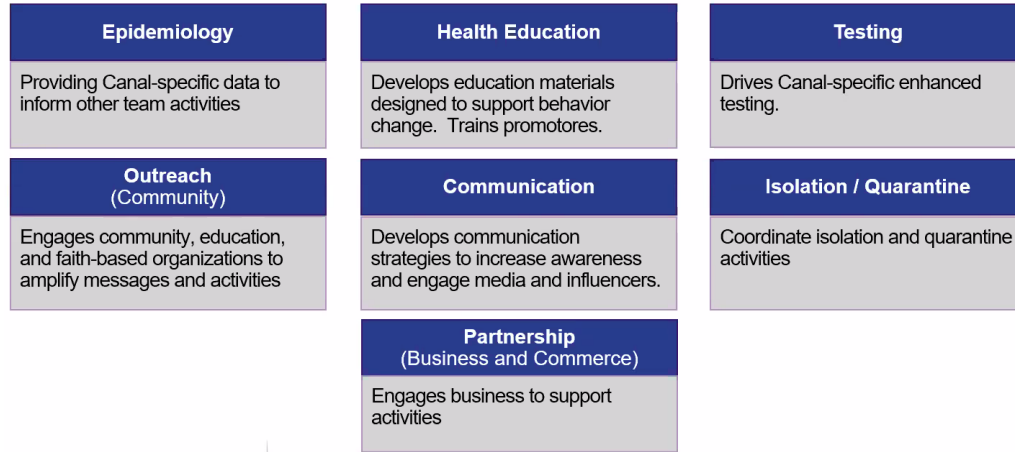 Epidemiology
Providing Canal-specific data to
inform other team activities
Health Education
Develops education materials
designed to support behavior
change.  Trains promotores.
Testing
Drives Canal-specific enhanced
testing.
Outreach
(Community)
Engages community, education,
and faith-based organizations to
amplify messages and activities
Communication
Develops communication
strategies to increase awareness
and engage media and influencers.
Isolation / Quarantine
Coordinate isolation and quarantine
activities
Partnership
(Business and Commerce)
Engages business to support
activities